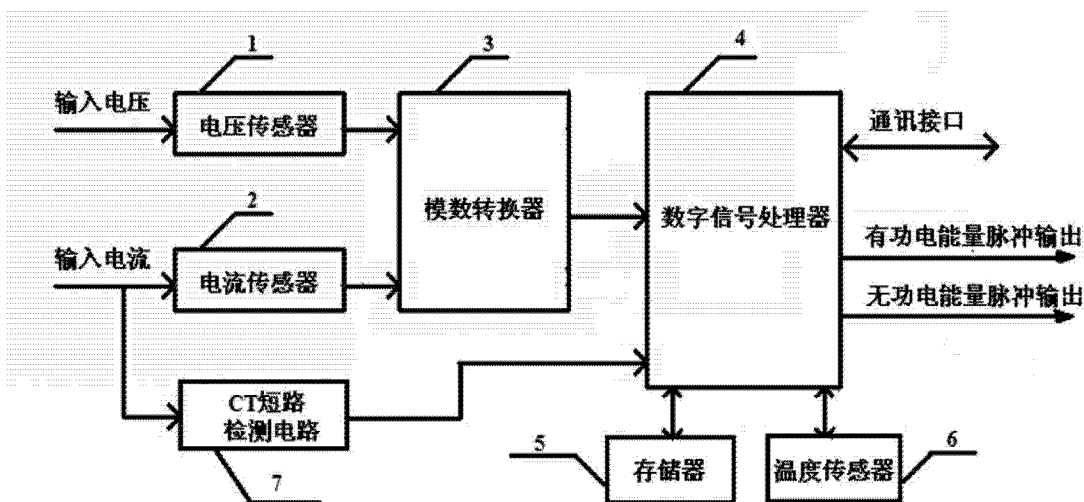 1
3
4
输入电压
电压传感器
通讯接口
2
模数转换器
数字信号处理器
有功电能量脉冲输出
输入电流
电流传感器
无功电能量脉冲输出
CT短路
检测电路
7
5
存储器
温度传感器
6